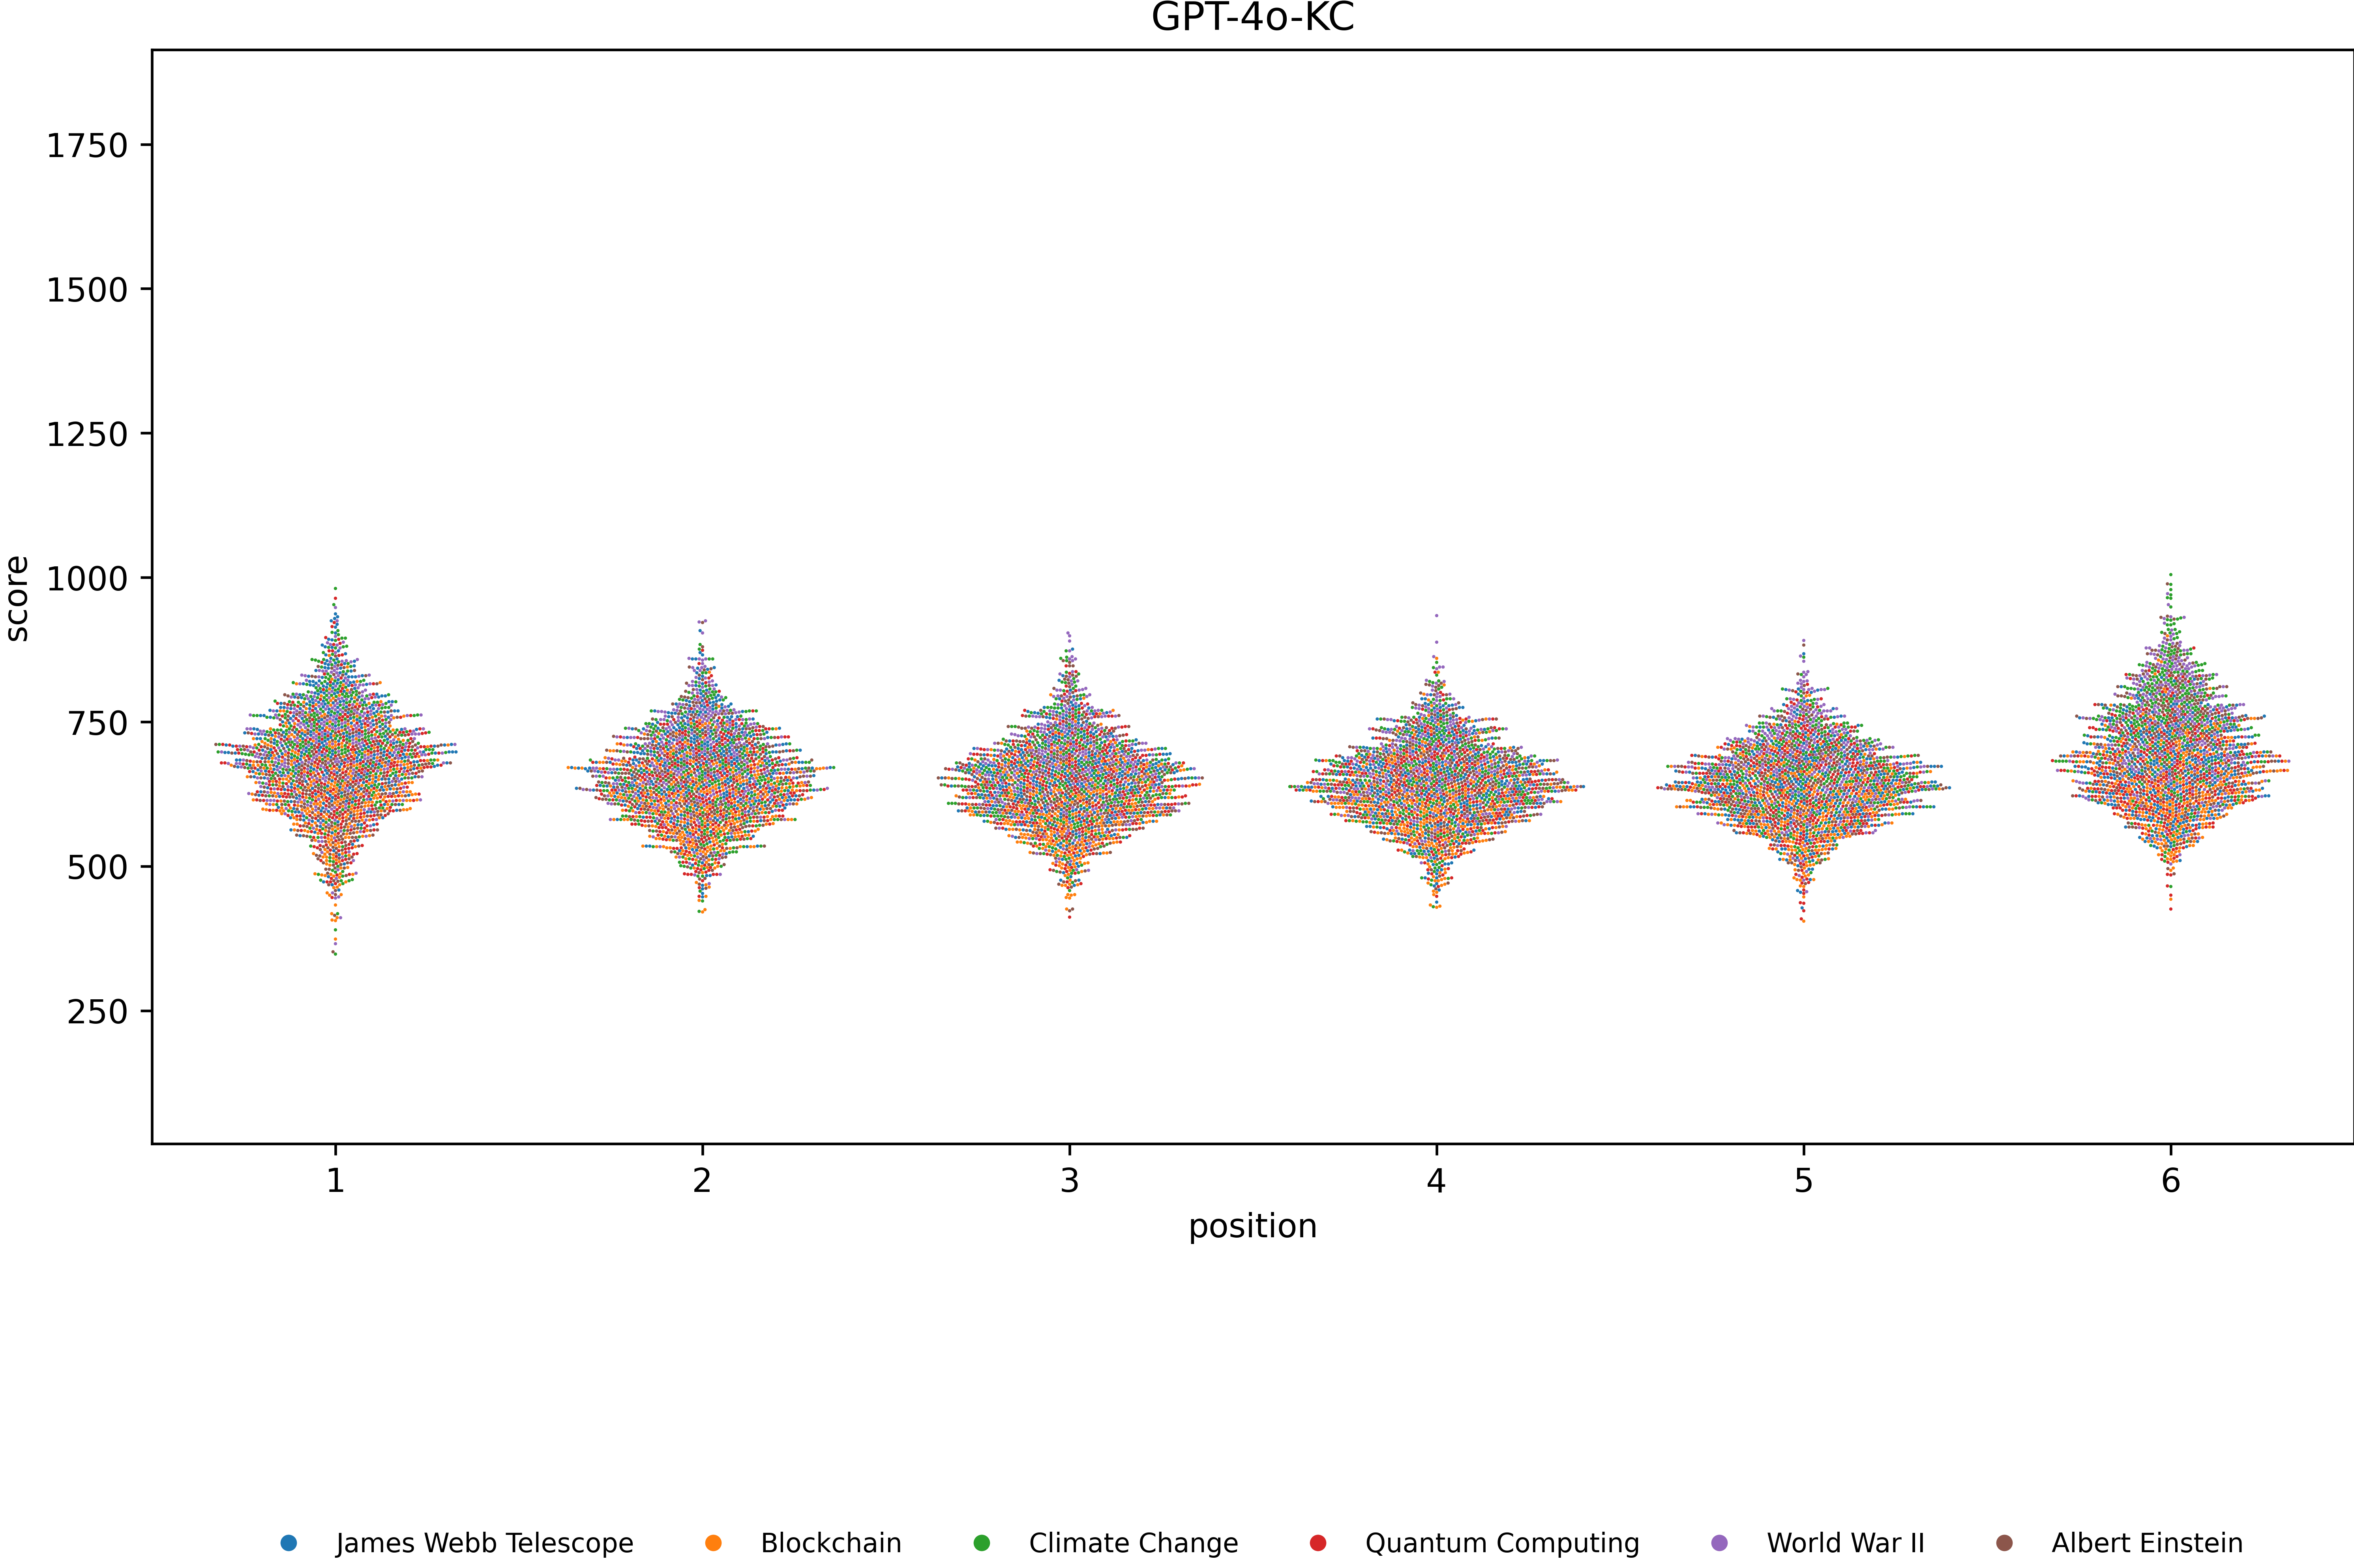 GPT-4o-KC
1750
1500
1250
1000
750
500
250
score
1 2 3 4 5 6
position
James Webb Telescope Blockchain Climate Change Quantum Computing World War II Albert Einstein